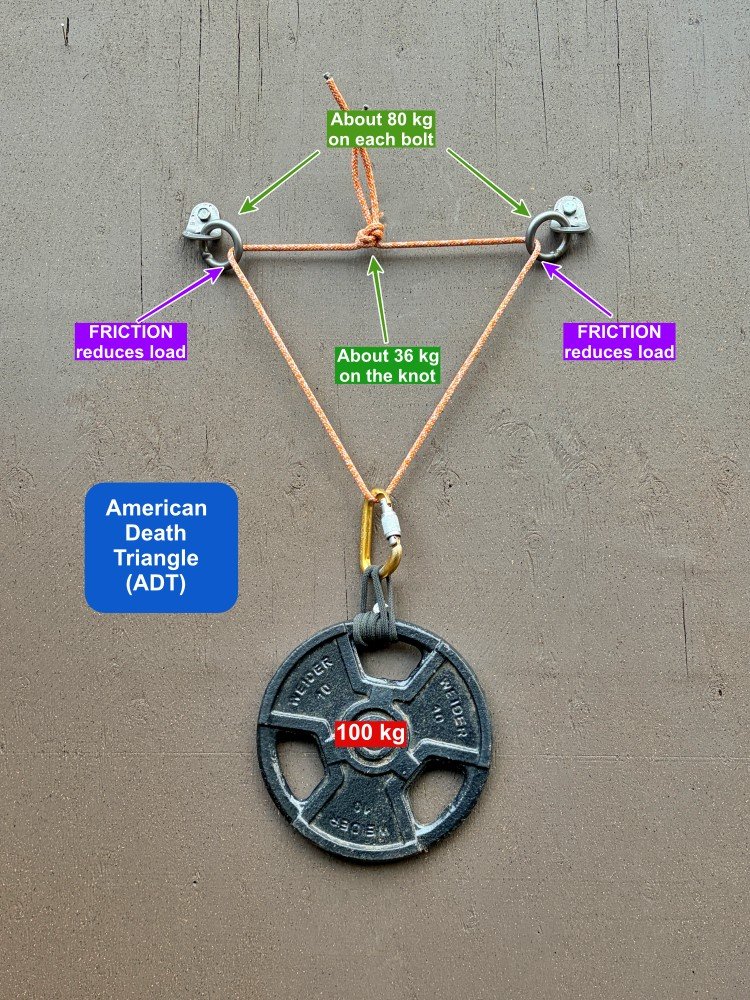 About 80 kg
on each bolt
FRICTION
reduces load
FRICTION
reduces load
About 36 kg
on the knot
American
Death
Triangle
(ADT)
WEIDER
10
WEIDER
10
100 kg
10
WEIDER